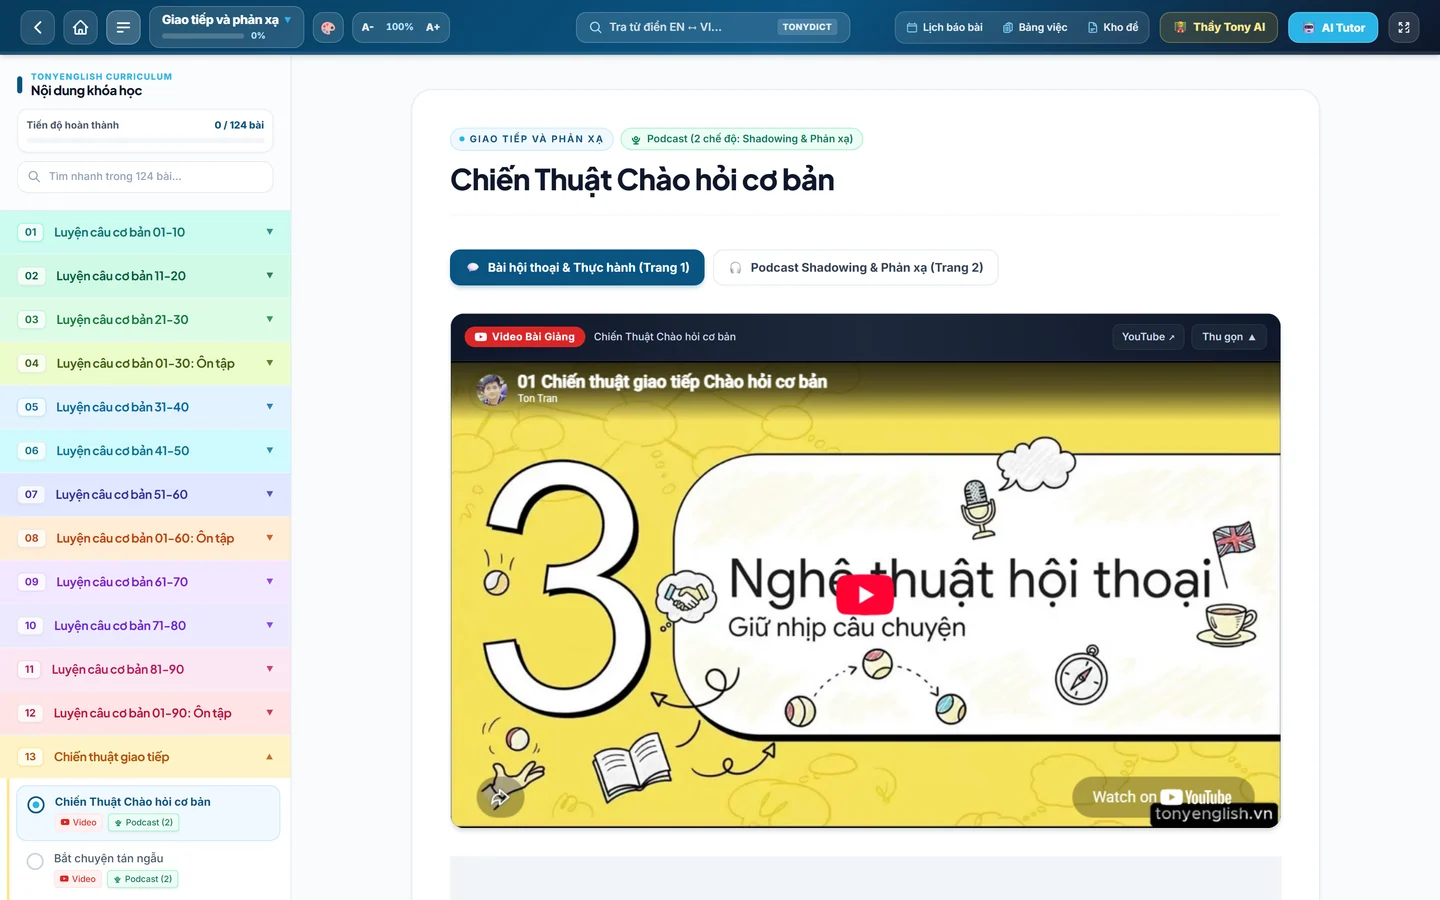 Giao tiếp và phản xạ ▼
0%
A- 100% A+
Tra từ điển EN ↔ VI...
TONYDICT
Lịch báo bài
Bảng việc
Kho đề
Thầy Tony AI
AI Tutor
TONYENGLISH CURRICULUM
Nội dung khóa học
Tiến độ hoàn thành 0 / 124 bài
Tìm nhanh trong 124 bài...
01 Luyện câu cơ bản 01-10
02 Luyện câu cơ bản 11-20
03 Luyện câu cơ bản 21-30
04 Luyện câu cơ bản 01-30: Ôn tập
05 Luyện câu cơ bản 31-40
06 Luyện câu cơ bản 41-50
07 Luyện câu cơ bản 51-60
08 Luyện câu cơ bản 01-60: Ôn tập
09 Luyện câu cơ bản 61-70
10 Luyện câu cơ bản 71-80
11 Luyện câu cơ bản 81-90
12 Luyện câu cơ bản 01-90: Ôn tập
13 Chiến thuật giao tiếp
Chiến Thuật Chào hỏi cơ bản
Video Podcast (2)
Bắt chuyện tán ngẫu
Video Podcast (2)
GIAO TIẾP VÀ PHẢN XẠ
Podcast (2 chế độ: Shadowing & Phản xạ)
Chiến Thuật Chào hỏi cơ bản
Bài hội thoại & Thực hành (Trang 1)
Podcast Shadowing & Phản xạ (Trang 2)
Video Bài Giảng
Chiến Thuật Chào hỏi cơ bản
YouTube ↗
Thu gọn ▲
01 Chiến thuật giao tiếp Chào hỏi cơ bản
Ton Tran
3
Nghệ thuật hội thoại
Giữ nhịp câu chuyện
Watch on YouTube
tonyenglish.vn